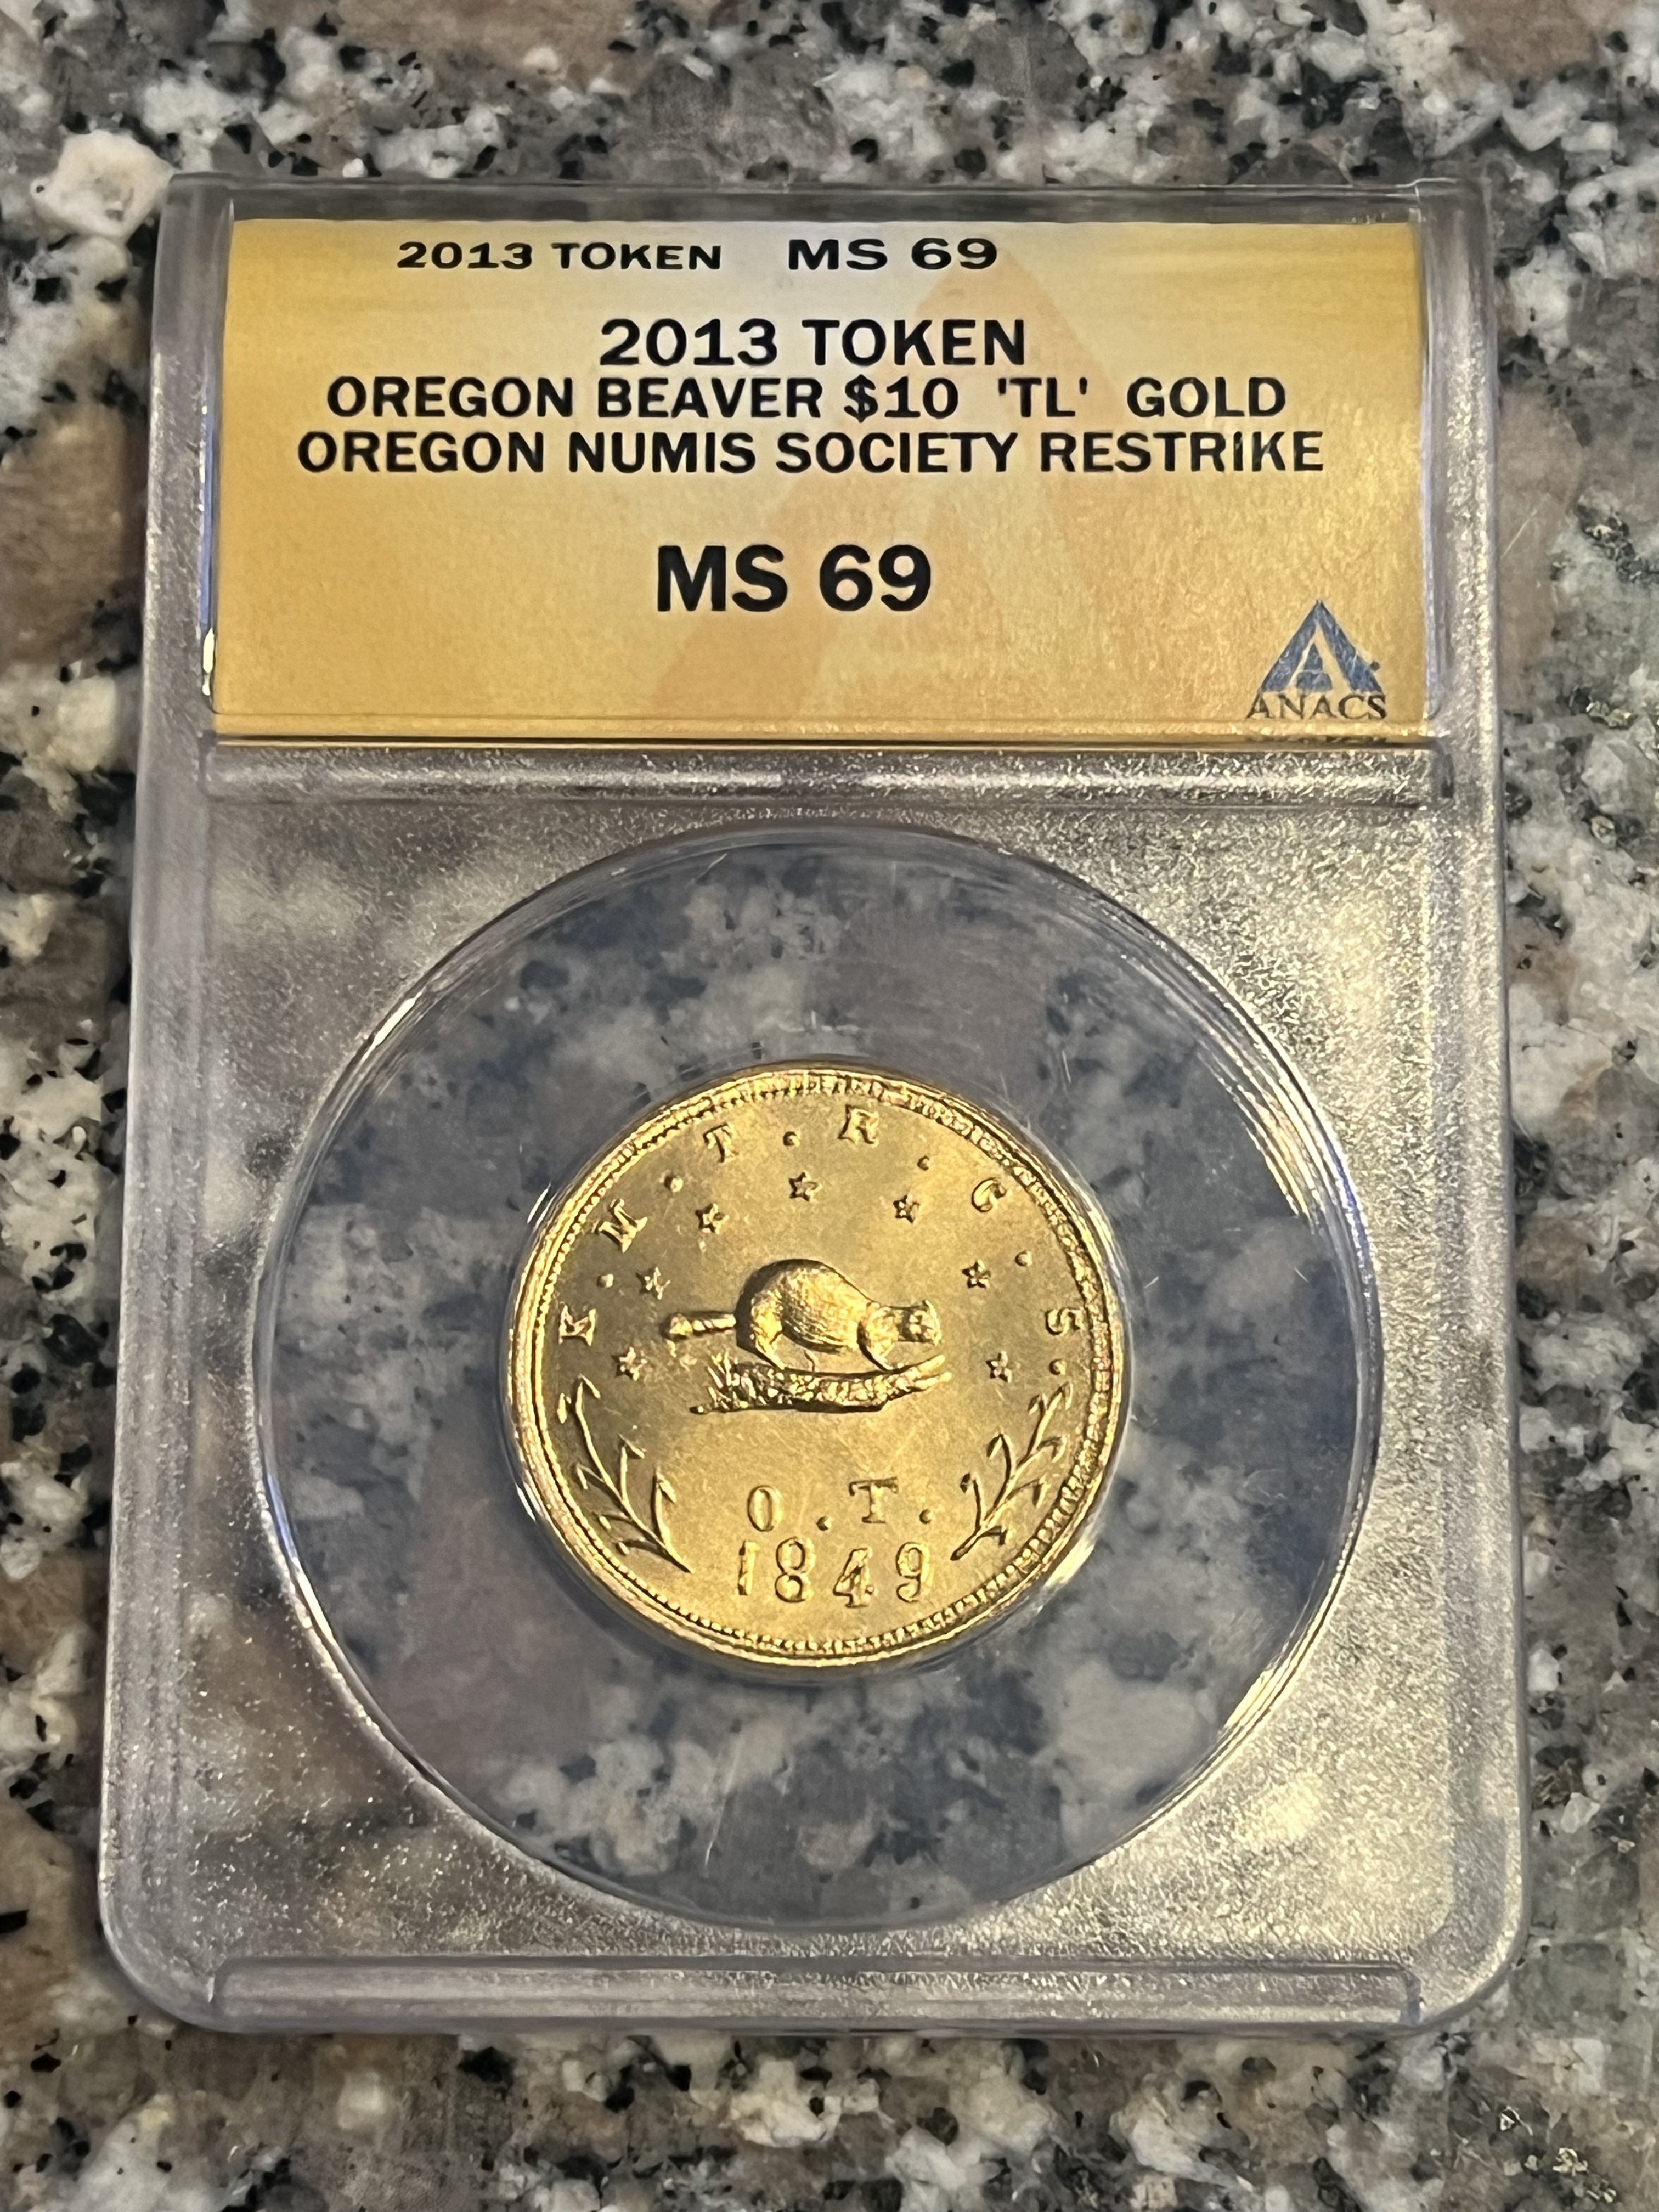 2013 TOKEN MS 69
2013 TOKEN
OREGON BEAVER $10 'TL' GOLD
OREGON NUMIS SOCIETY RESTRIKE
MS 69
ANACS
K · M · T · R · C · S ·
O . T .
1849